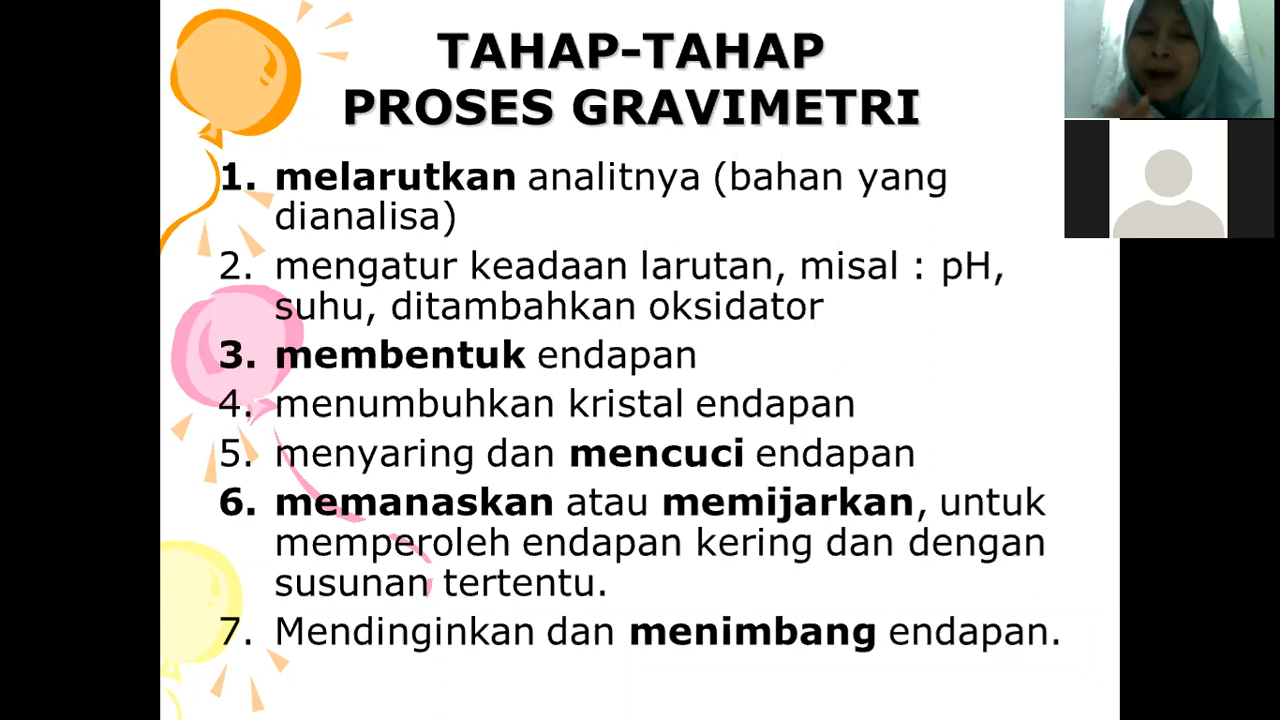 TAHAP-TAHAP
PROSES GRAVIMETRI
1. melarutkan analitnya (bahan yang
dianalisa)
2. mengatur keadaan larutan, misal : pH,
suhu, ditambahkan oksidator
3. membentuk endapan
4. menumbuhkan kristal endapan
5. menyaring dan mencuci endapan
6. memanaskan atau memijarkan, untuk
memperoleh endapan kering dan dengan
susunan tertentu.
7. Mendinginkan dan menimbang endapan.